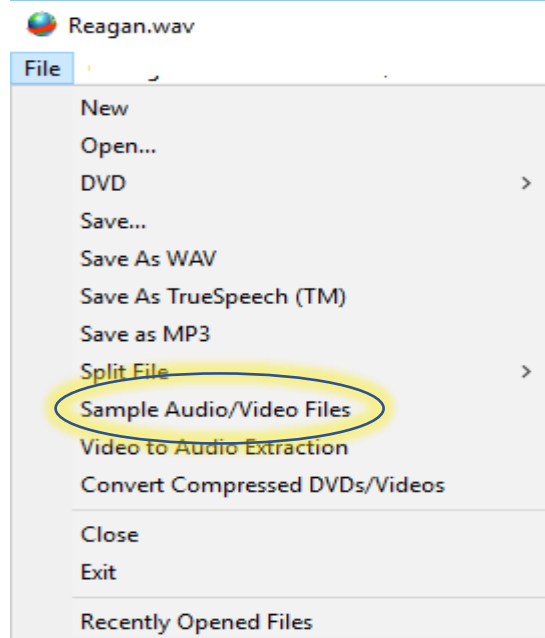 Reagan.wav
File
New
Open...
DVD
Save...
Save As WAV
Save As TrueSpeech (TM)
Save as MP3
Split File
Sample Audio/Video Files
Video to Audio Extraction
Convert Compressed DVDs/Videos
Close
Exit
Recently Opened Files